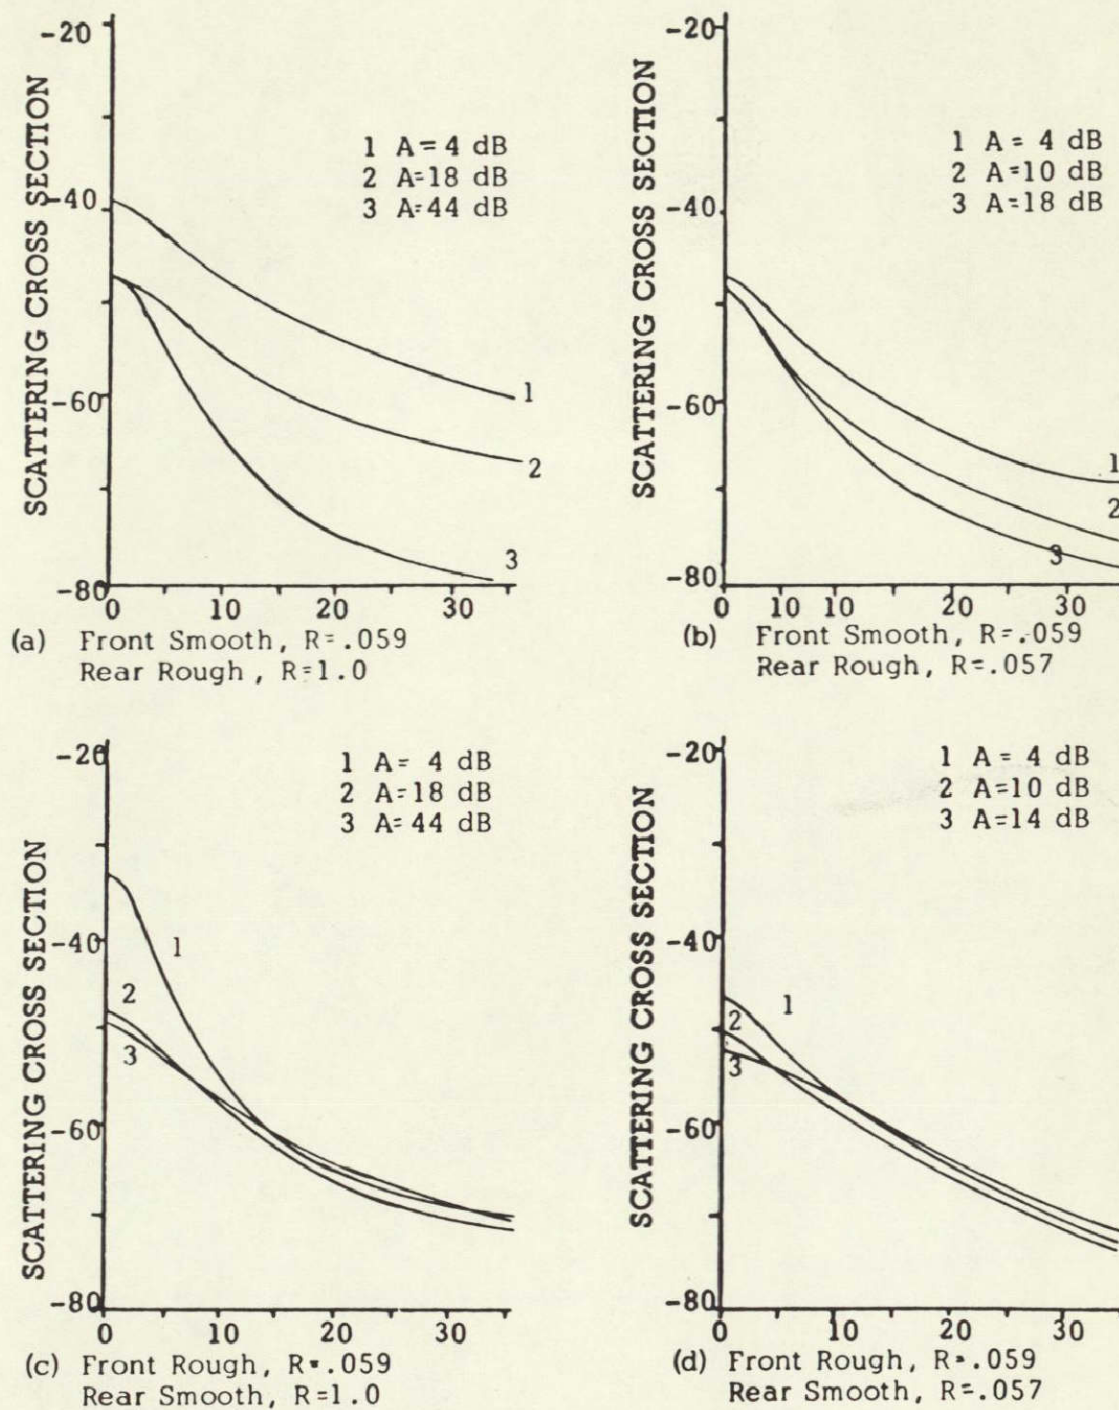 SCATTERING CROSS SECTION
-20
-40
-60
-80
1 A=4 dB
2 A=18 dB
3 A=44 dB
1
2
3
0 10 20 30
(a) Front Smooth, R=.059
Rear Rough, R=1.0
SCATTERING CROSS SECTION
-20
-40
-60
-80
1 A= 4 dB
2 A=10 dB
3 A=18 dB
1
2
3
0 10 10 20 30
(b) Front Smooth, R=.059
Rear Rough, R=.057
SCATTERING CROSS SECTION
-20
-40
-60
-80
1 A= 4 dB
2 A=18 dB
3 A=44 dB
1
2
3
0 10 20 30
(c) Front Rough, R=.059
Rear Smooth, R=1.0
SCATTERING CROSS SECTION
-20
-40
-60
-80
1 A= 4 dB
2 A=10 dB
3 A=14 dB
1
2
3
0 10 20 30
(d) Front Rough, R=.059
Rear Smooth, R=.057